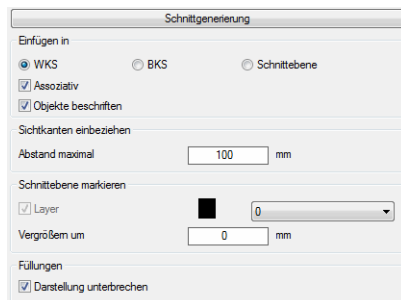 Schnittgenerierung
Einfügen in
WKS BKS Schnittebene
Assoziativ
Objekte beschriften
Sichtkanten einbeziehen
Abstand maximal 100 mm
Schnittebene markieren
Layer 0
Vergrößern um 0 mm
Füllungen
Darstellung unterbrechen